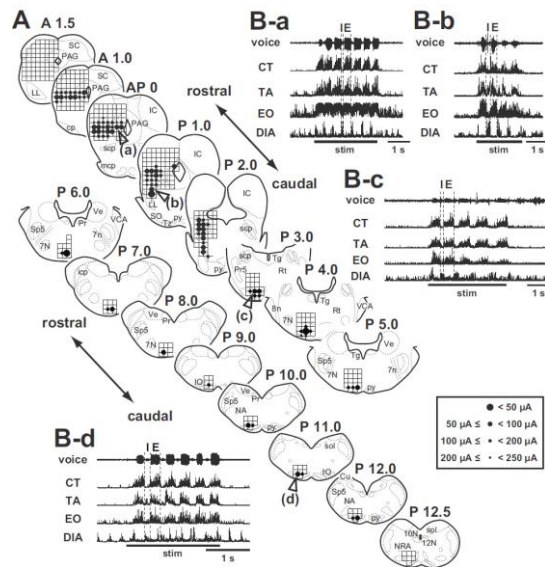 A
A 1.5
SC
PAG
LL
A 1.0
SC
PAG
cp
AP 0
IC
PAG
scp
mcp
(a)
rostral
caudal
P 1.0
IC
LL
SO
Tz
py
(b)
P 2.0
IC
scp
py
P 3.0
scp
Tg
Pr5
Rt
8n
(c)
P 4.0
Tg
Rt
7N
VCA
P 5.0
Ve
Tg
Sp5
7N
7n
py
P 6.0
Ve
VCA
Pr
Sp5
7N
7n
P 7.0
icp
P 8.0
Ve
Pr
Sp5
7N
P 9.0
IO
P 10.0
Ve
Pr
Sp5
NA
py
P 11.0
sol
IO
(d)
P 12.0
Cu
Sp5
NA
py
P 12.5
spl
16N
12N
NRA
rostral
caudal
B-a
I E
voice
CT
TA
EO
DIA
stim
1 s
B-b
I E
voice
CT
TA
EO
DIA
stim
1 s
B-c
I E
voice
CT
TA
EO
DIA
stim
1 s
B-d
I E
voice
CT
TA
EO
DIA
stim
1 s
< 50 μA
50 μA ≤ < 100 μA
100 μA ≤ < 200 μA
200 μA ≤ < 250 μA